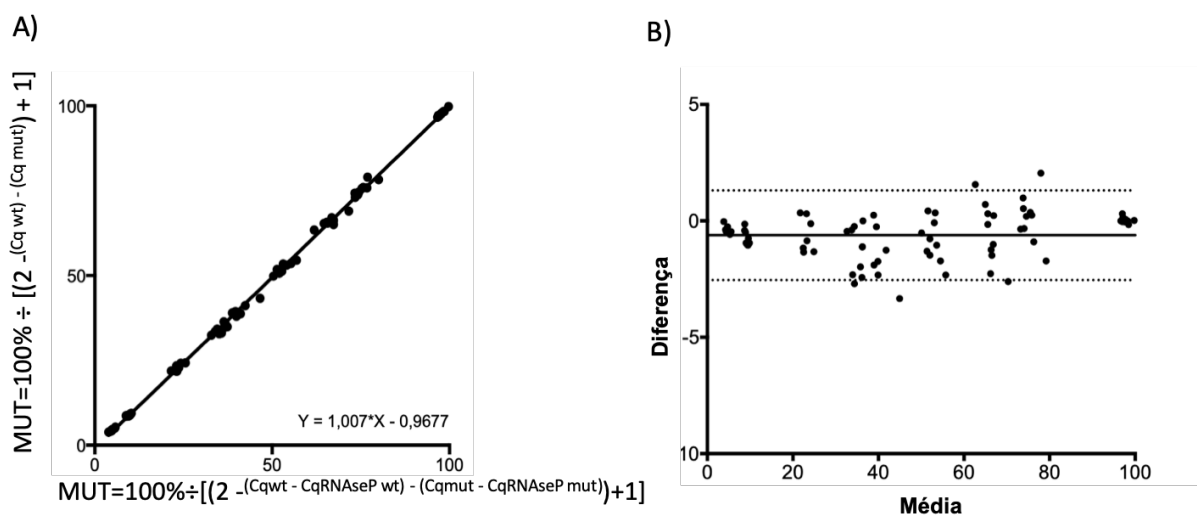 A)
MUT=100% ÷ [(2 -(Cq wt) - (Cq mut)) + 1]
100
50
0
Y = 1,007*X - 0,9677
0
50
100
MUT=100%÷[(2 -(Cqwt - CqRNAseP wt) - (Cqmut - CqRNAseP mut))+1]
B)
Diferença
5
0
-5
10
0
20
40
60
80
100
Média